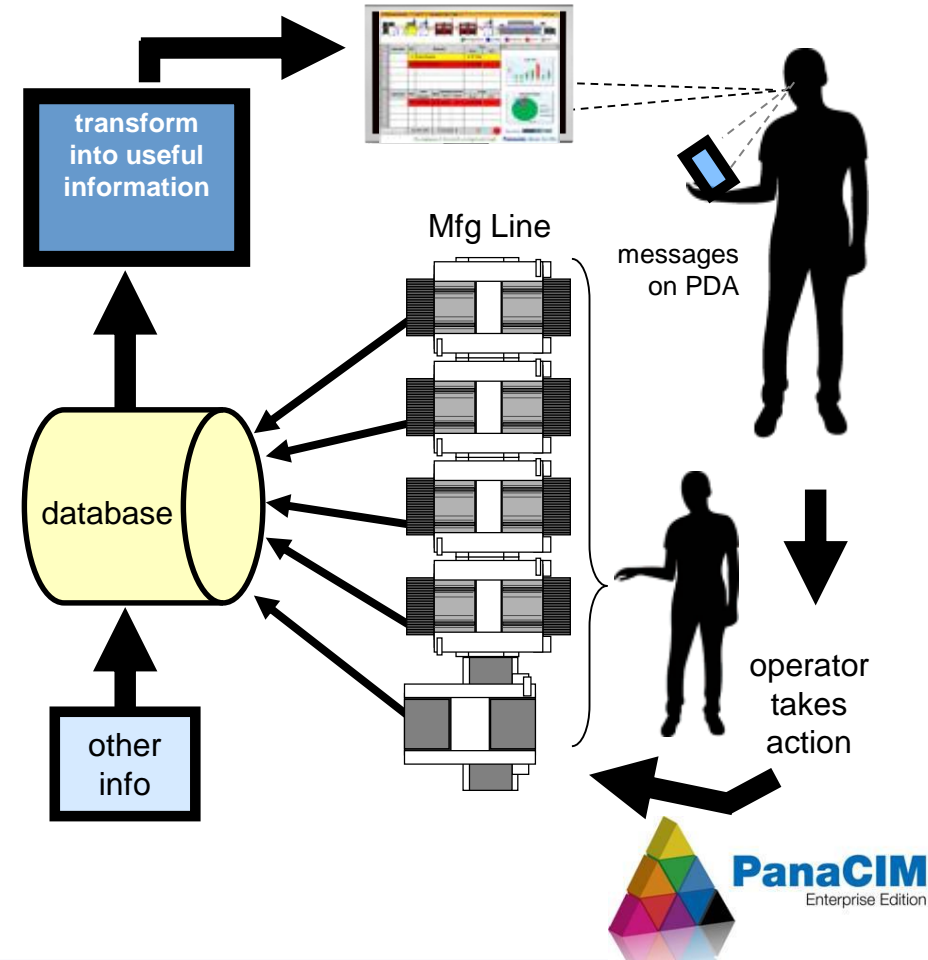 transform
into useful
information
Mfg Line
messages
on PDA
database
other
info
operator
takes
action
PanaCIM
Enterprise Edition